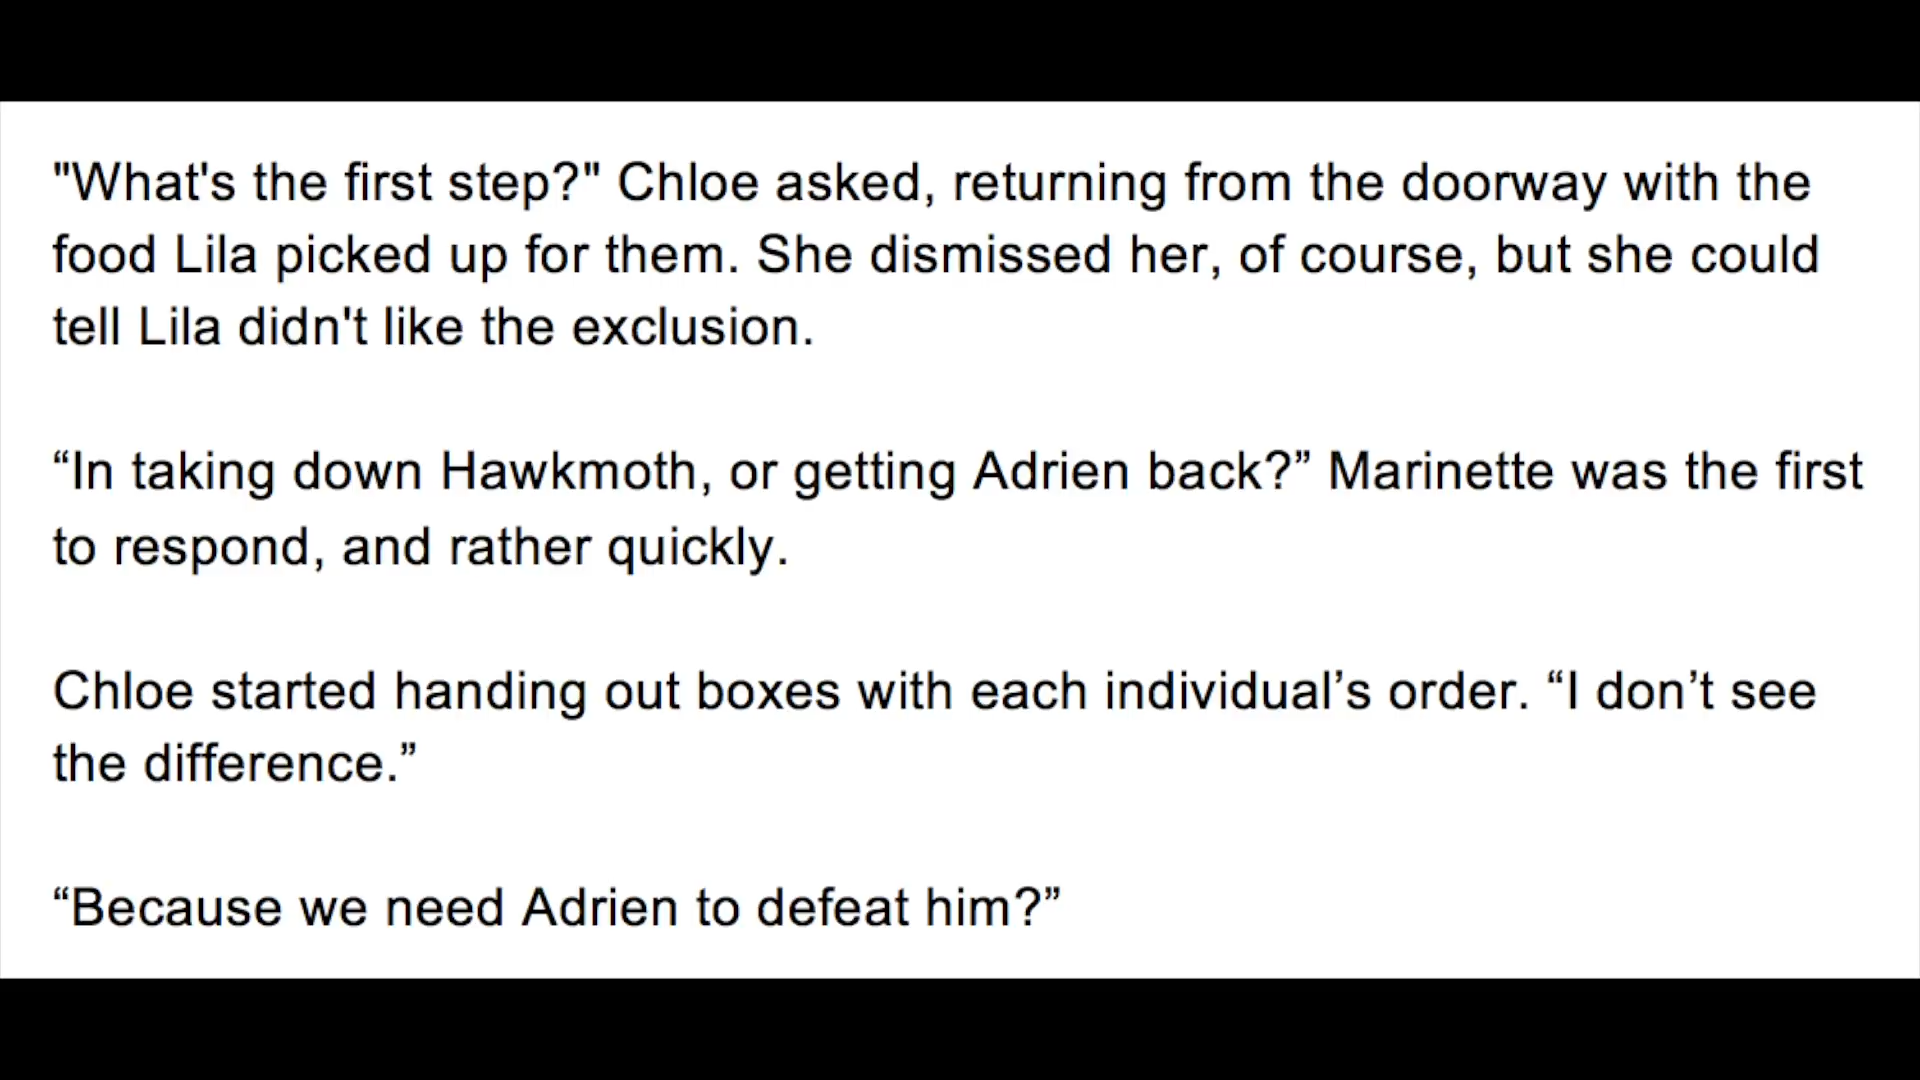 "What's the first step?" Chloe asked, returning from the doorway with the
food Lila picked up for them. She dismissed her, of course, but she could
tell Lila didn't like the exclusion.
“In taking down Hawkmoth, or getting Adrien back?” Marinette was the first
to respond, and rather quickly.
Chloe started handing out boxes with each individual’s order. “I don’t see
the difference.”
“Because we need Adrien to defeat him?”